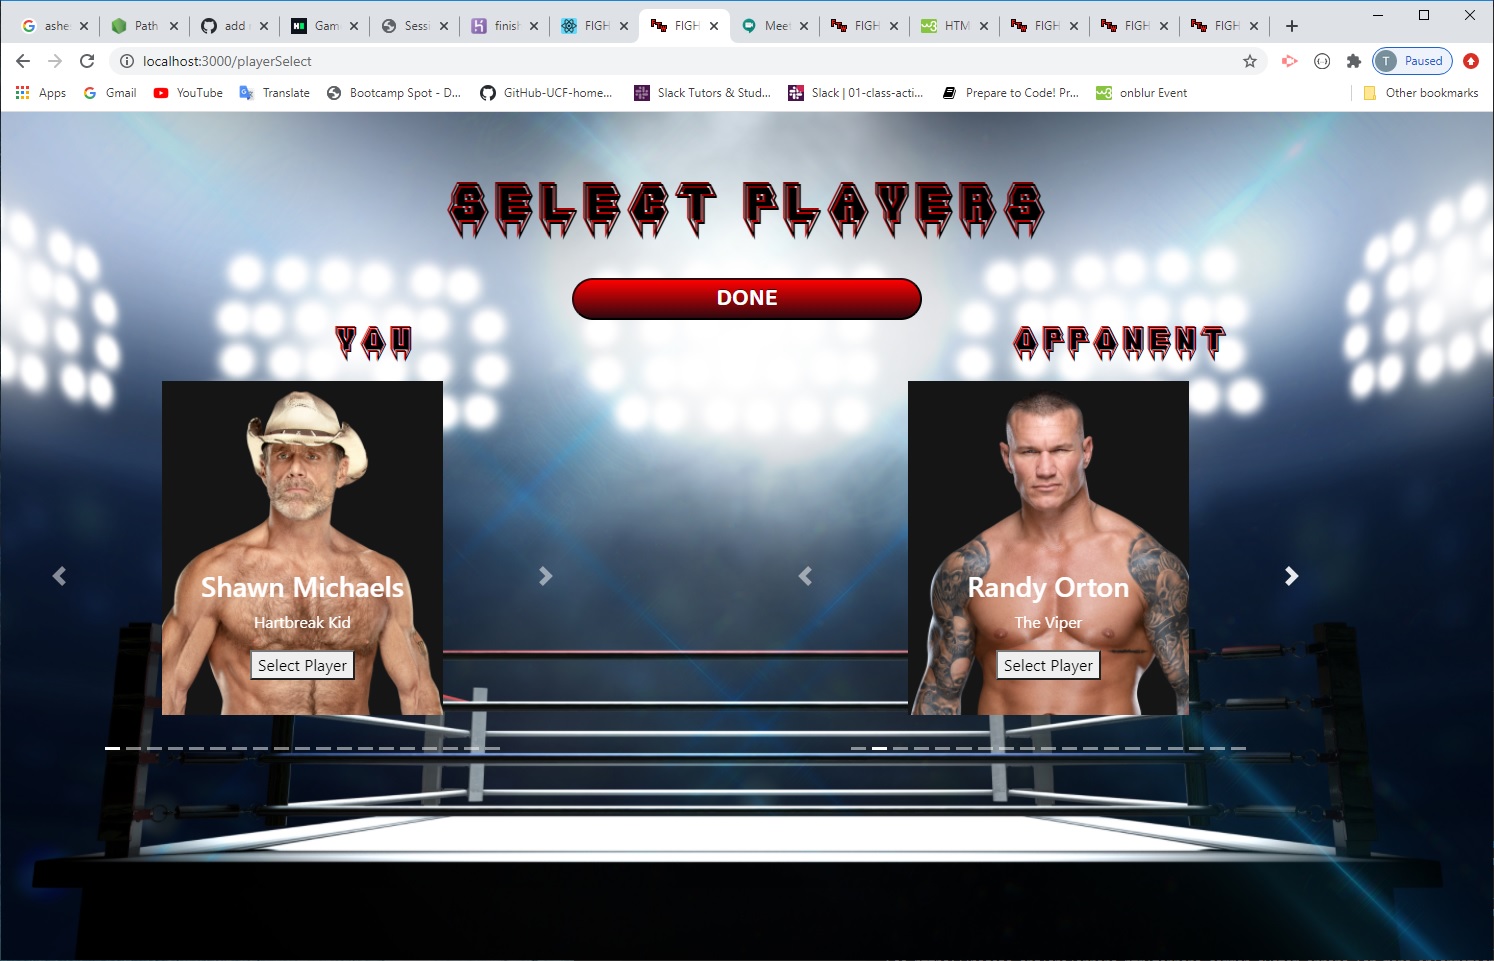 ashe
Path
add
Gam
Sessi
finish
FIGH
FIGH
Meet
FIGH
HTM
FIGH
FIGH
FIGH
localhost:3000/playerSelect
T Paused
Apps
Gmail
YouTube
Translate
Bootcamp Spot - D...
GitHub-UCF-home...
Slack Tutors & Stud...
Slack | 01-class-acti...
Prepare to Code! Pr...
onblur Event
Other bookmarks
SELECT PLAYERS
DONE
YOU
OPPONENT
Shawn Michaels
Hartbreak Kid
Select Player
Randy Orton
The Viper
Select Player